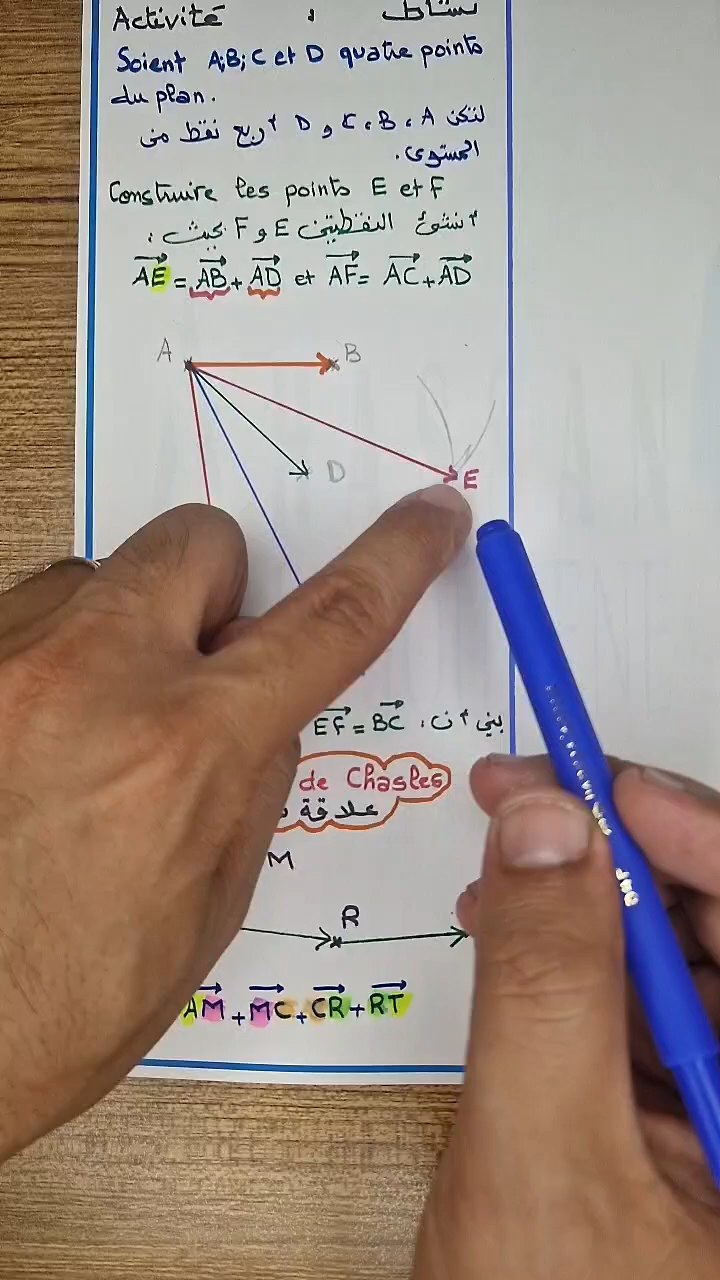 Activité : نشاط
Soient A;B;C et D quatre points
du plan.
لتكن A ، B ، C و D أربع نقط من
المستوى.
Construire les points E et F
أنشئ النقطتين E و F بحيث :
AE = AB + AD et AF = AC + AD
A
B
D
E
EF = BC بين أن :
de Chasles
علاقة
M
R
AM + MC + CR + RT